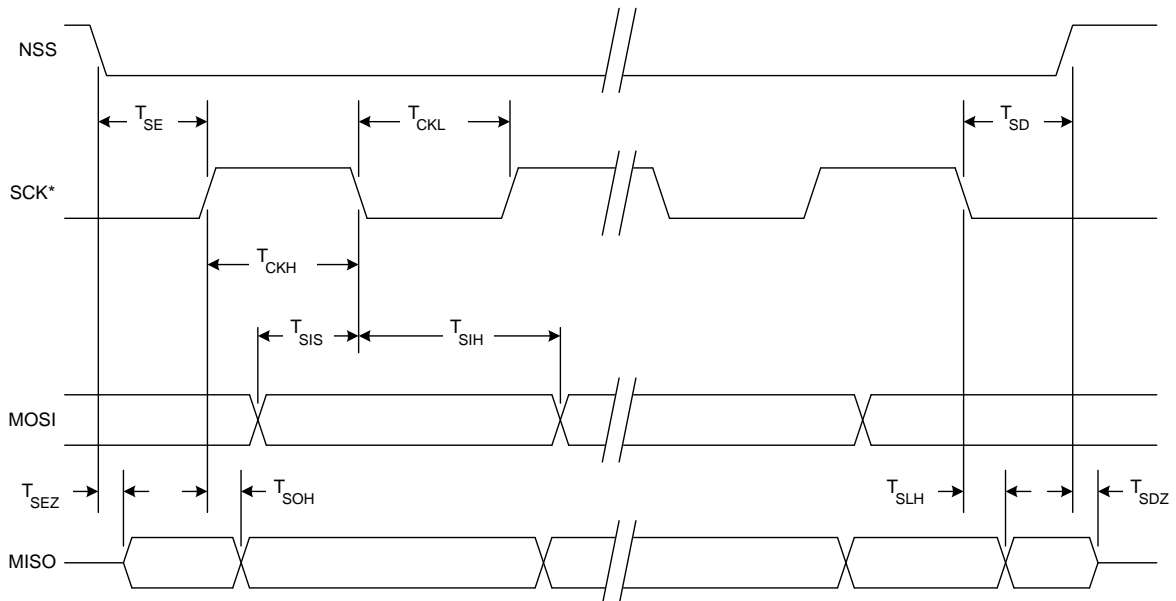 NSS
T_SE
T_CKL
T_SD
SCK*
T_CKH
T_SIS
T_SIH
MOSI
T_SEZ
T_SOH
T_SLH
T_SDZ
MISO